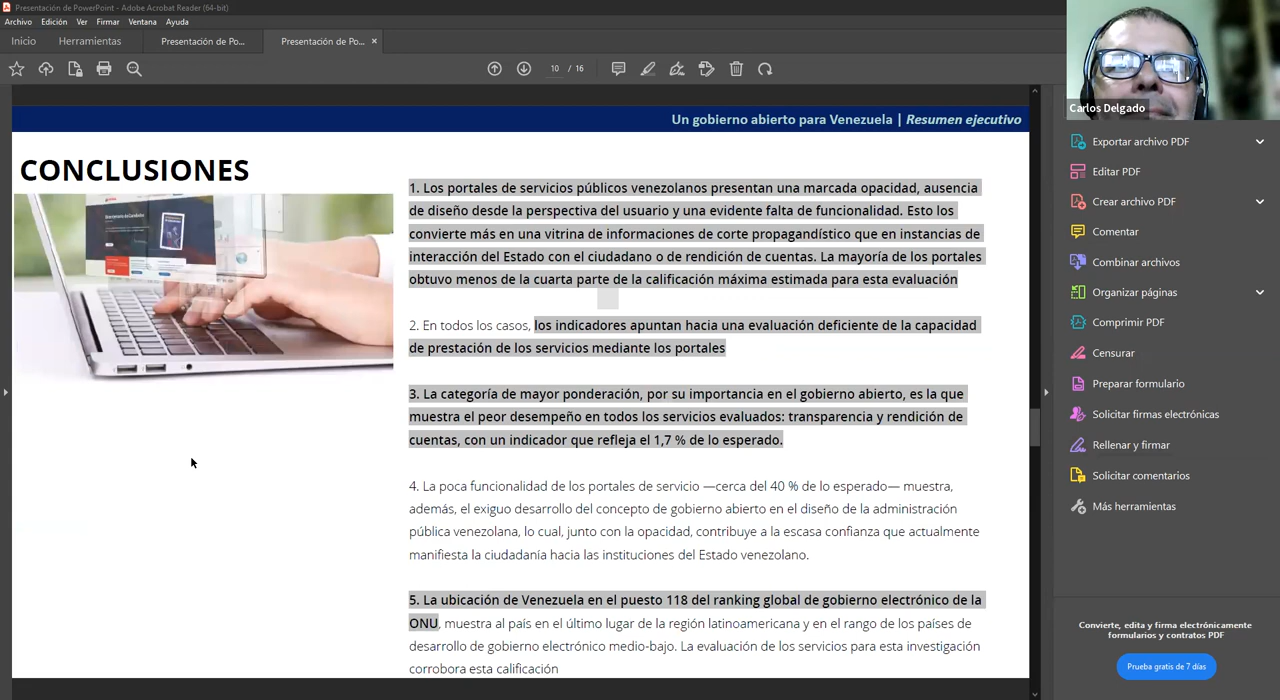 Presentación de PowerPoint - Adobe Acrobat Reader (64-bit)
Archivo Edición Ver Firmar Ventana Ayuda
Inicio Herramientas Presentación de Po... Presentación de Po... ×
10 / 16
Carlos Delgado
Un gobierno abierto para Venezuela | Resumen ejecutivo
CONCLUSIONES
1. Los portales de servicios públicos venezolanos presentan una marcada opacidad, ausencia
de diseño desde la perspectiva del usuario y una evidente falta de funcionalidad. Esto los
convierte más en una vitrina de informaciones de corte propagandístico que en instancias de
interacción del Estado con el ciudadano o de rendición de cuentas. La mayoría de los portales
obtuvo menos de la cuarta parte de la calificación máxima estimada para esta evaluación
2. En todos los casos, los indicadores apuntan hacia una evaluación deficiente de la capacidad
de prestación de los servicios mediante los portales
3. La categoría de mayor ponderación, por su importancia en el gobierno abierto, es la que
muestra el peor desempeño en todos los servicios evaluados: transparencia y rendición de
cuentas, con un indicador que refleja el 1,7 % de lo esperado.
4. La poca funcionalidad de los portales de servicio —cerca del 40 % de lo esperado— muestra,
además, el exiguo desarrollo del concepto de gobierno abierto en el diseño de la administración
pública venezolana, lo cual, junto con la opacidad, contribuye a la escasa confianza que actualmente
manifiesta la ciudadanía hacia las instituciones del Estado venezolano.
5. La ubicación de Venezuela en el puesto 118 del ranking global de gobierno electrónico de la
ONU, muestra al país en el último lugar de la región latinoamericana y en el rango de los países de
desarrollo de gobierno electrónico medio-bajo. La evaluación de los servicios para esta investigación
corrobora esta calificación
Exportar archivo PDF
Editar PDF
Crear archivo PDF
Comentar
Combinar archivos
Organizar páginas
Comprimir PDF
Censurar
Preparar formulario
Solicitar firmas electrónicas
Rellenar y firmar
Solicitar comentarios
Más herramientas
Convierte, edita y firma electrónicamente
formularios y contratos PDF
Prueba gratis de 7 días